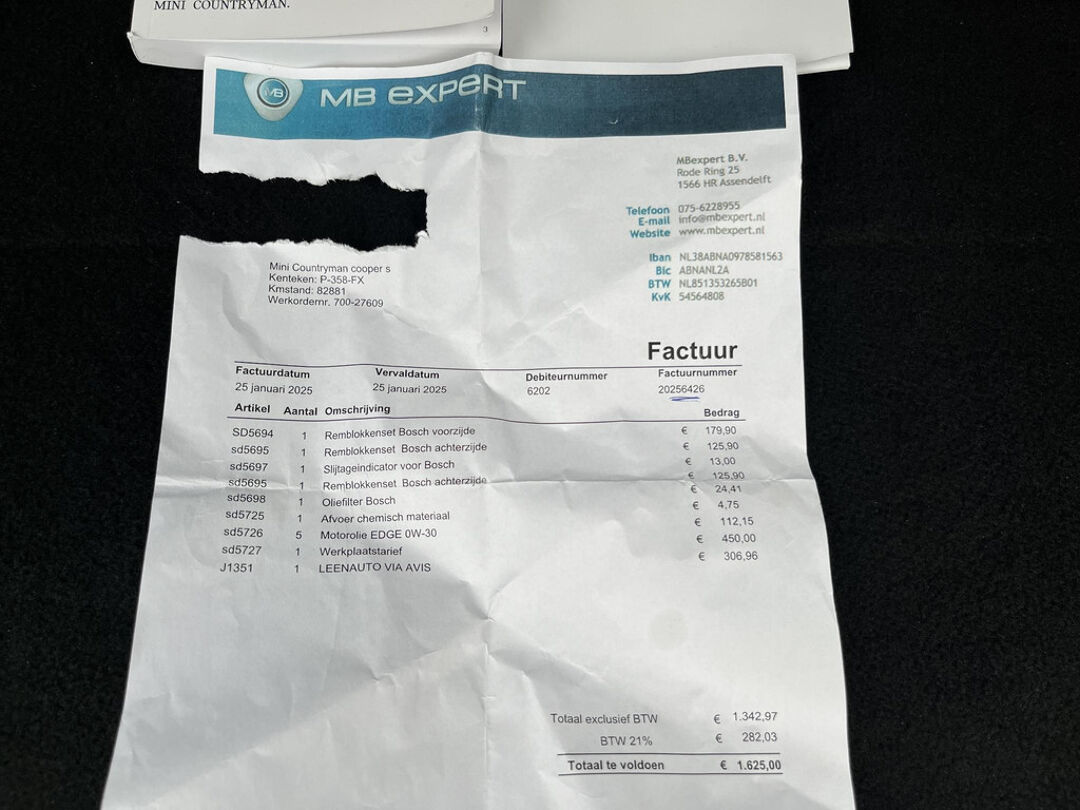 MINI COUNTRYMAN.
3
MB
MB EXPERT
MBexpert B.V.
Rode Ring 25
1566 HR Assendelft
Telefoon 075-6228955
E-mail info@mbexpert.nl
Website www.mbexpert.nl
Iban NL38ABNA0978581563
Bic ABNANL2A
BTW NL851353265B01
KvK 54564808
Mini Countryman cooper s
Kenteken: P-358-FX
Kmstand: 82881
Werkordernr. 700-27609
Factuur
Factuurdatum Vervaldatum Debiteurnummer Factuurnummer
25 januari 2025 25 januari 2025 6202 20256426
Artikel Aantal Omschrijving Bedrag
SD5694 1 Remblokkenset Bosch voorzijde € 179,90
sd5695 1 Remblokkenset Bosch achterzijde € 125,90
sd5697 1 Slijtageindicator voor Bosch € 13,00
sd5695 1 Remblokkenset Bosch achterzijde € 125,90
sd5698 1 Oliefilter Bosch € 24,41
sd5725 1 Afvoer chemisch materiaal € 4,75
sd5726 5 Motorolie EDGE 0W-30 € 112,15
sd5727 1 Werkplaatstarief € 450,00
J1351 1 LEENAUTO VIA AVIS € 306,96
Totaal exclusief BTW € 1.342,97
BTW 21% € 282,03
Totaal te voldoen € 1.625,00